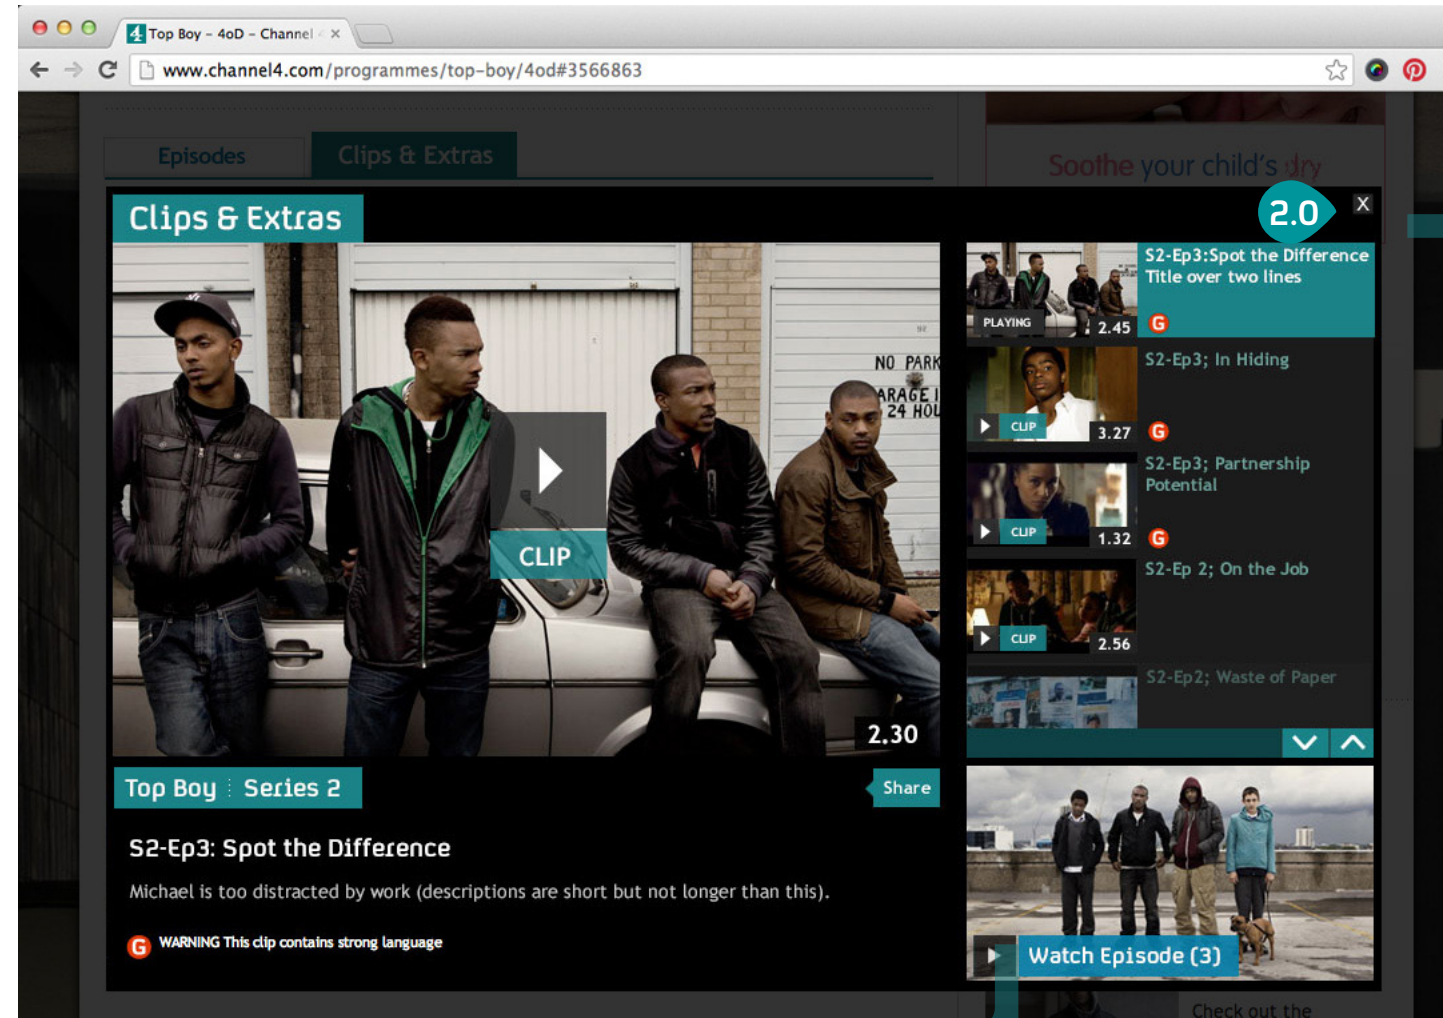 Top Boy - 4oD - Channel 4
www.channel4.com/programmes/top-boy/4od#3566863
Episodes
Clips & Extras
Soothe your child's dry
2.0
X
Clips & Extras
NO PARK
ARAGE I
24 HOU
CLIP
2.30
S2-Ep3:Spot the Difference
Title over two lines
PLAYING
2.45
G
S2-Ep3; In Hiding
CLIP
3.27
G
S2-Ep3; Partnership
Potential
CLIP
1.32
G
S2-Ep 2; On the Job
CLIP
2.56
S2-Ep2; Waste of Paper
Top Boy Series 2
Share
S2-Ep3: Spot the Difference
Michael is too distracted by work (descriptions are short but not longer than this).
G WARNING This clip contains strong language
Watch Episode (3)
Check out the